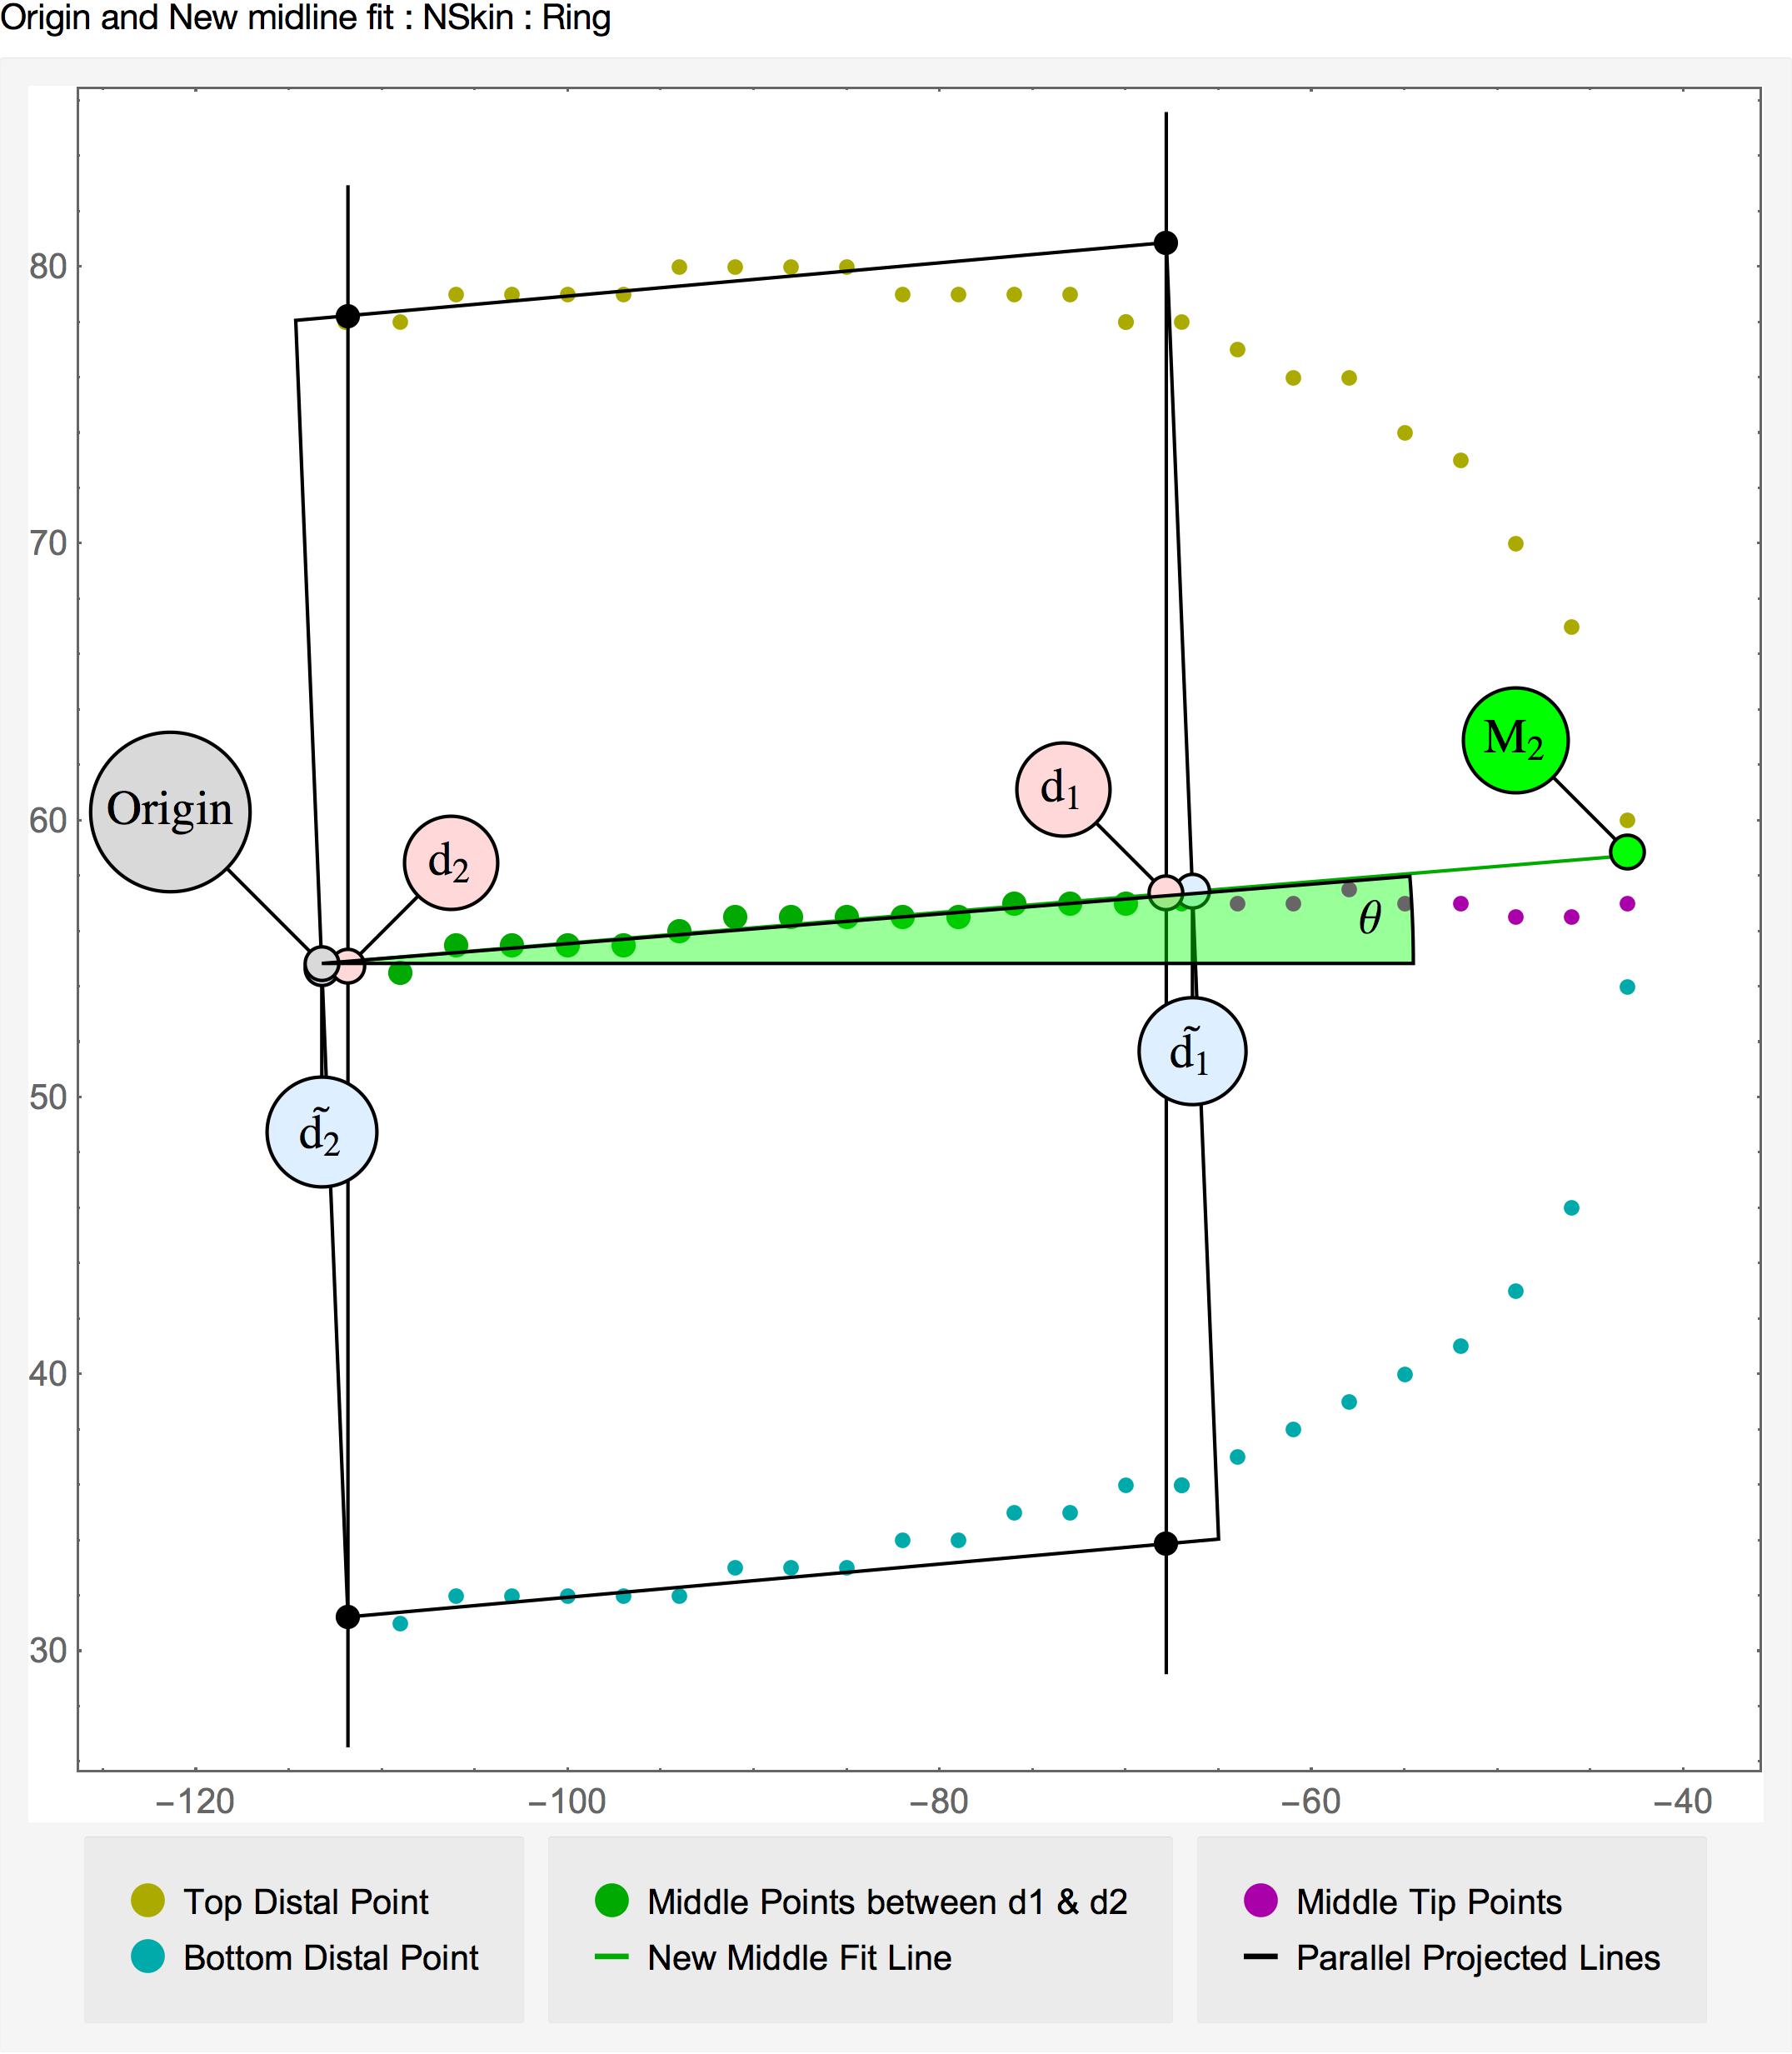 Origin and New midline fit : NSkin : Ring
80
70
60
50
40
30
Origin
d₂
d₁
M₂
θ
d̃₁
d̃₂
−120
−100
−80
−60
−40
Top Distal Point
Bottom Distal Point
Middle Points between d1 & d2
New Middle Fit Line
Middle Tip Points
Parallel Projected Lines